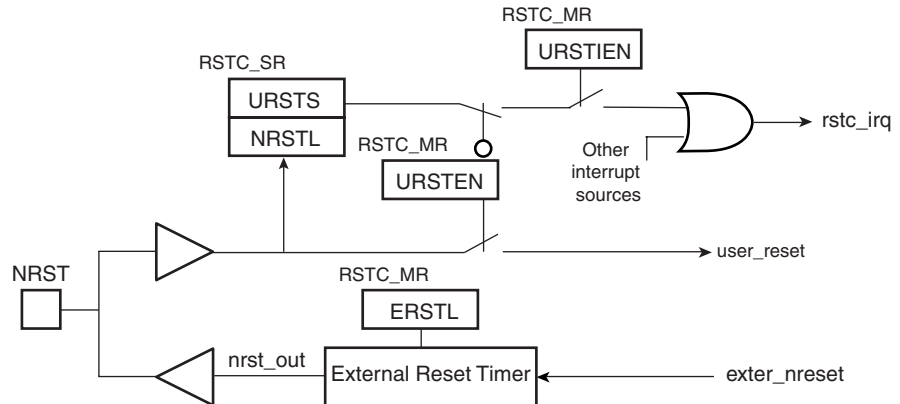 RSTC_MR
URSTIEN
RSTC_SR
URSTS
NRSTL
rstc_irq
RSTC_MR
Other
interrupt
sources
URSTEN
user_reset
NRST
RSTC_MR
ERSTL
nrst_out
External Reset Timer
exter_nreset